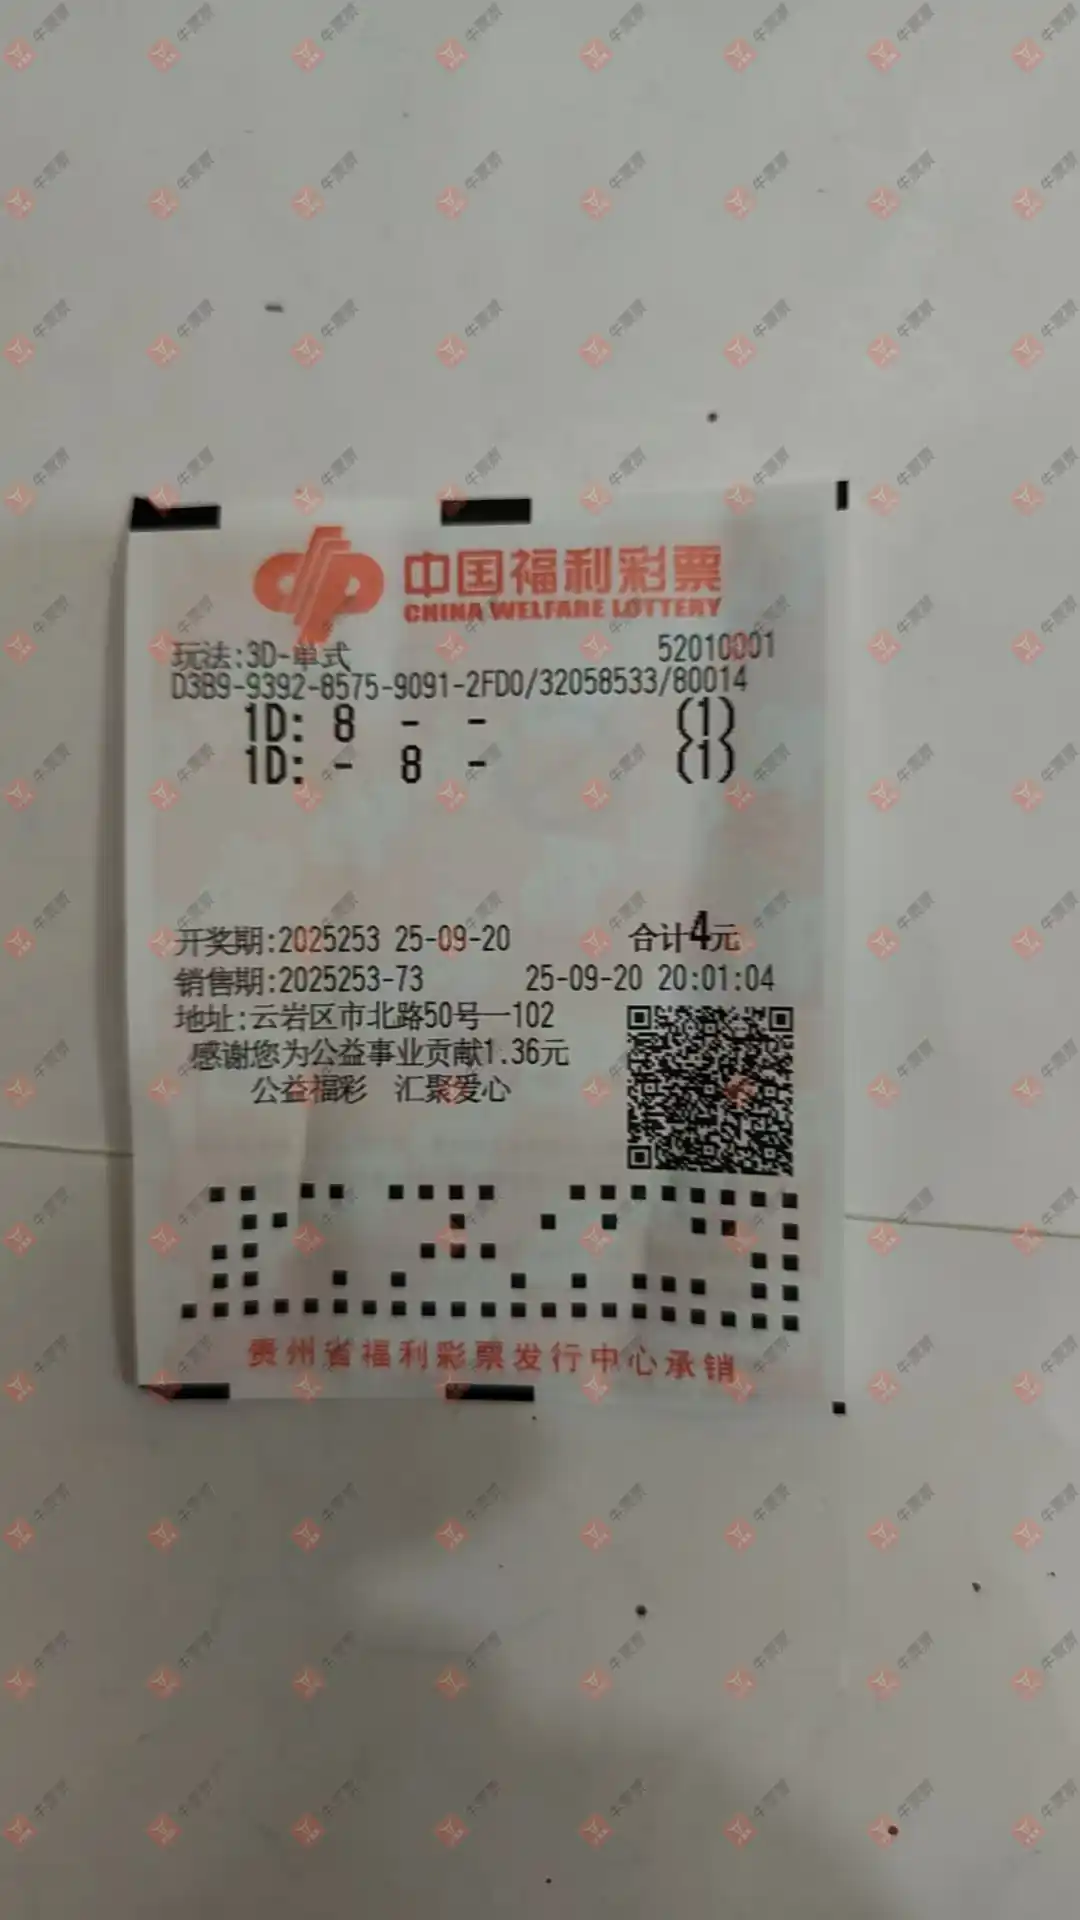 中国福利彩票
CHINA WELFARE LOTTERY
玩法:3D-单式 52010001
D3B9-9392-8575-9091-2FD0/32058533/80014
1D: 8 - - (1)
1D: - 8 - (1)
开奖期:2025253 25-09-20 合计4元
销售期:2025253-73 25-09-20 20:01:04
地址:云岩区市北路50号一102
感谢您为公益事业贡献1.36元
公益福彩 汇聚爱心
贵州省福利彩票发行中心承销